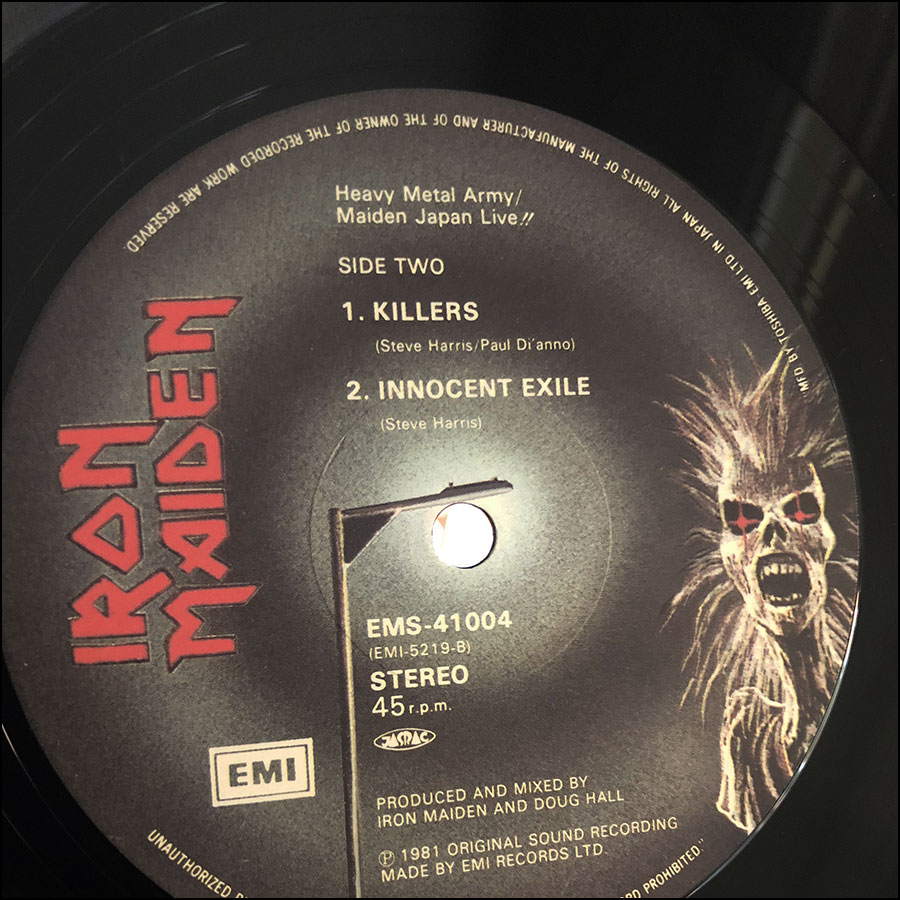 "MFD BY TOSHIBA EMI LTD IN JAPAN ALL RIGHTS OF THE MANUFACTURER AND OF THE OWNER OF THE RECORDED WORK ARE RESERVED.
Heavy Metal Army/
Maiden Japan Live!!
SIDE TWO
1. KILLERS
(Steve Harris/Paul Di'anno)
2. INNOCENT EXILE
(Steve Harris)
IRON
MAIDEN
EMS-41004
(EMI-5219-B)
STEREO
45 r.p.m.
JASRAC
EMI
PRODUCED AND MIXED BY
IRON MAIDEN AND DOUG HALL
Ⓟ 1981 ORIGINAL SOUND RECORDING
MADE BY EMI RECORDS LTD.
UNAUTHORIZED
PROHIBITED."